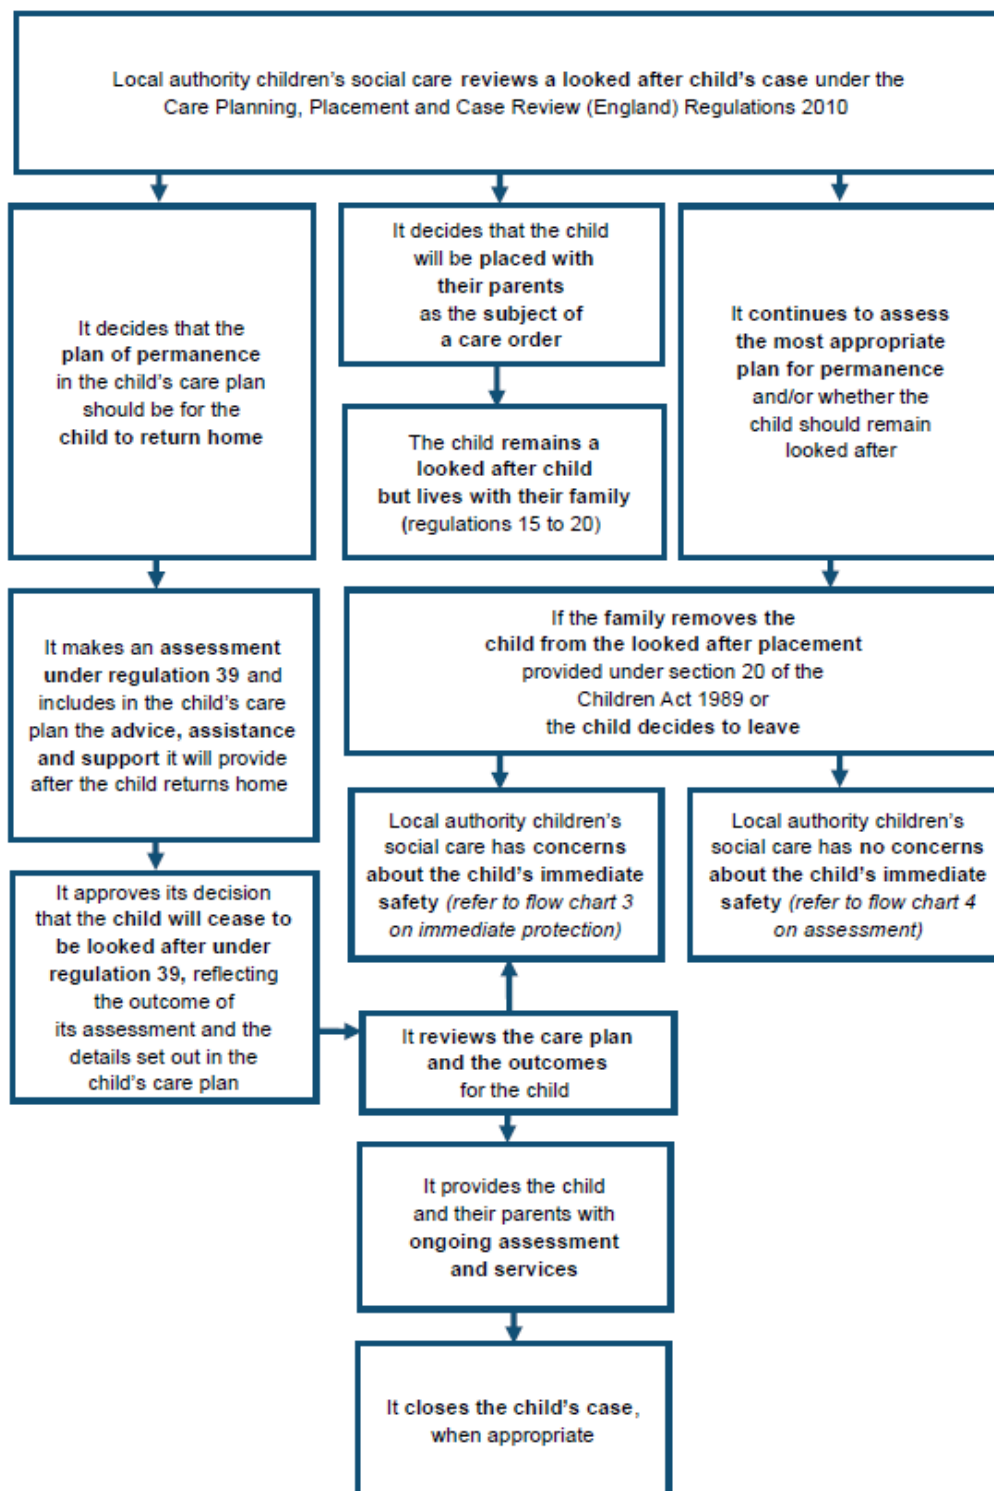 Local authority children's social care reviews a looked after child's case under the
Care Planning, Placement and Case Review (England) Regulations 2010
It decides that the
plan of permanence
in the child's care plan
should be for the
child to return home
It decides that the child
will be placed with
their parents
as the subject of
a care order
It continues to assess
the most appropriate
plan for permanence
and/or whether the
child should remain
looked after
The child remains a
looked after child
but lives with their family
(regulations 15 to 20)
It makes an assessment
under regulation 39 and
includes in the child's care
plan the advice, assistance
and support it will provide
after the child returns home
If the family removes the
child from the looked after placement
provided under section 20 of the
Children Act 1989 or
the child decides to leave
Local authority children's
social care has concerns
about the child's immediate
safety (refer to flow chart 3
on immediate protection)
Local authority children's
social care has no concerns
about the child's immediate
safety (refer to flow chart 4
on assessment)
It approves its decision
that the child will cease to
be looked after under
regulation 39, reflecting
the outcome of
its assessment and the
details set out in the
child's care plan
It reviews the care plan
and the outcomes
for the child
It provides the child
and their parents with
ongoing assessment
and services
It closes the child's case,
when appropriate